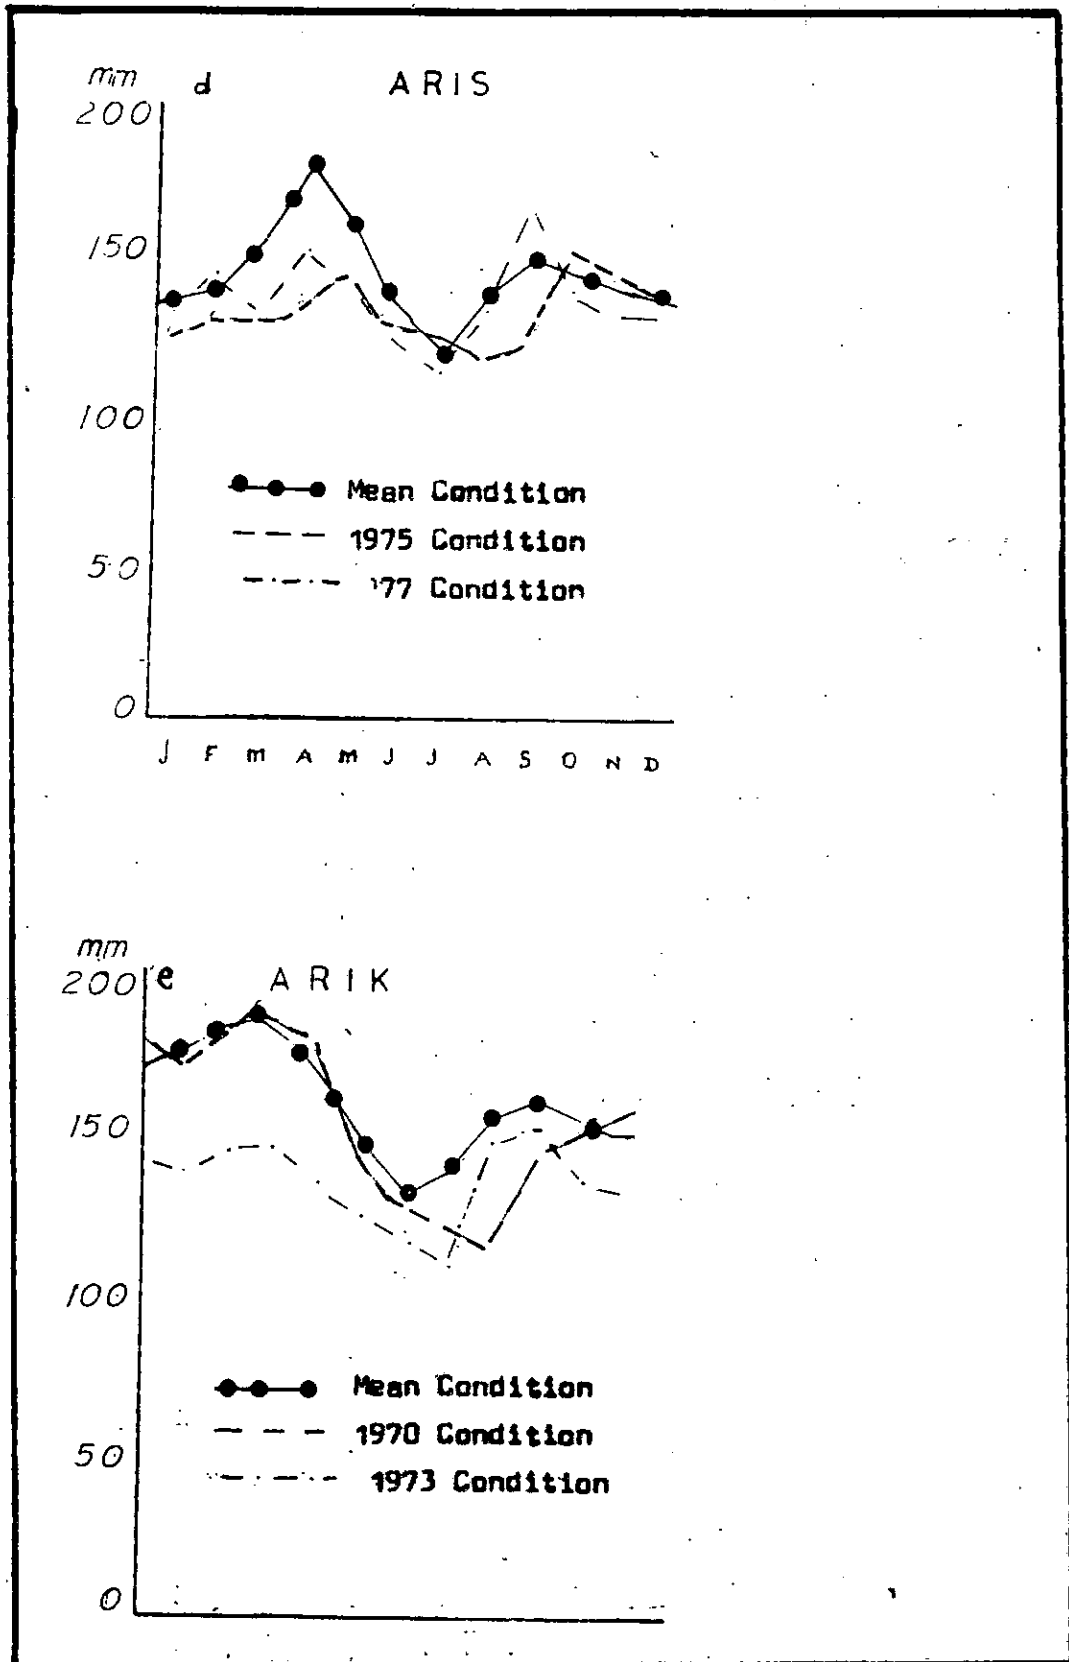 mm d ARIS
200
150
100
Mean Condition
1975 Condition
50
'77 Condition
0
J F M A M J J A S O N D
mm
200 e ARIK
150
100
Mean Condition
1970 Condition
50
1973 Condition
0